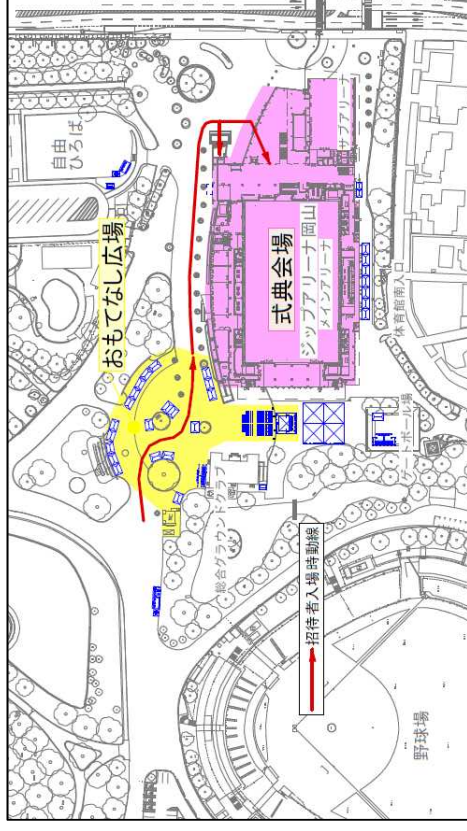 自由
ひろば
おもてなし広場
式典会場
ジップアリーナ岡山
メインアリーナ
サブアリーナ
体育館南入口
総合グラウンドクラブ
招待者入場時動線
野球場